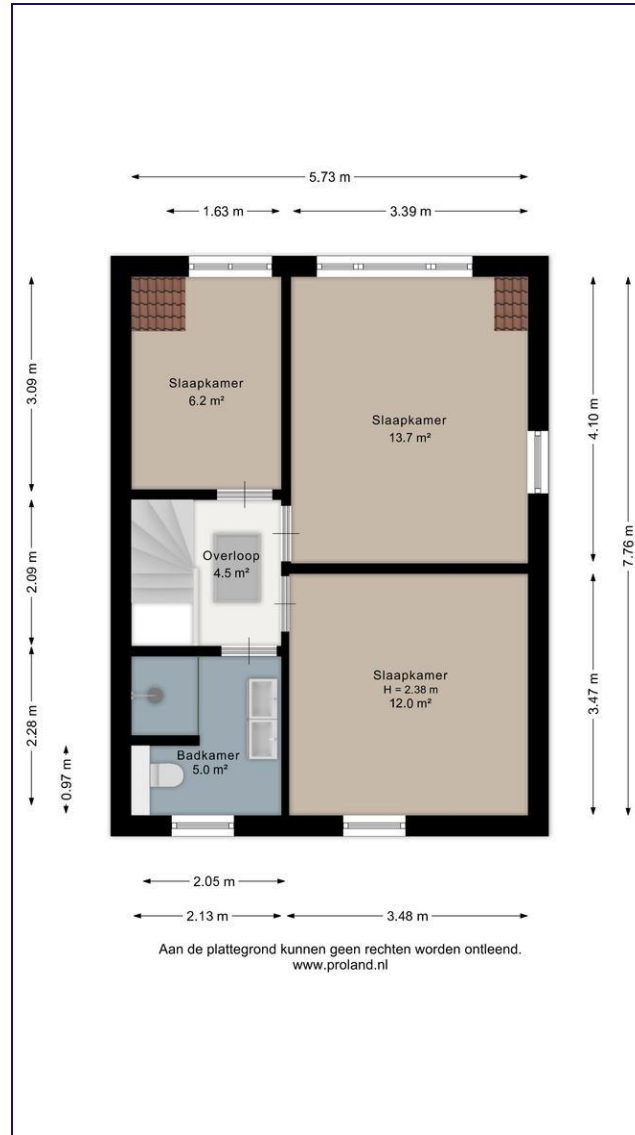 5.73 m
1.63 m
3.39 m
3.09 m
Slaapkamer
6.2 m²
Slaapkamer
13.7 m²
4.10 m
7.76 m
2.09 m
Overloop
4.5 m²
2.28 m
0.97 m
Slaapkamer
H = 2.38 m
12.0 m²
3.47 m
Badkamer
5.0 m²
2.05 m
2.13 m
3.48 m
Aan de plattegrond kunnen geen rechten worden ontleend.
www.proland.nl